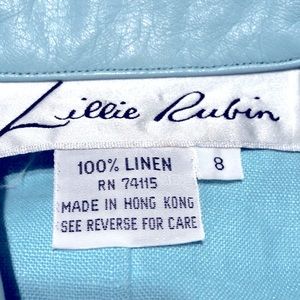 Lillie Rubin
100% LINEN
RN 74115
MADE IN HONG KONG
SEE REVERSE FOR CARE
8